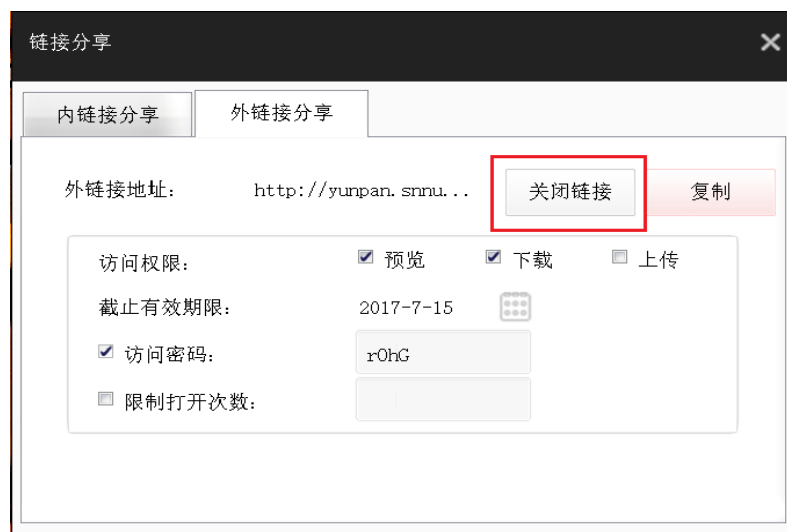 链接分享
内链接分享 外链接分享
外链接地址: http://yunpan.snnu... 关闭链接 复制
访问权限: 预览 下载 上传
截止有效期限: 2017-7-15
访问密码: r0hG
限制打开次数: